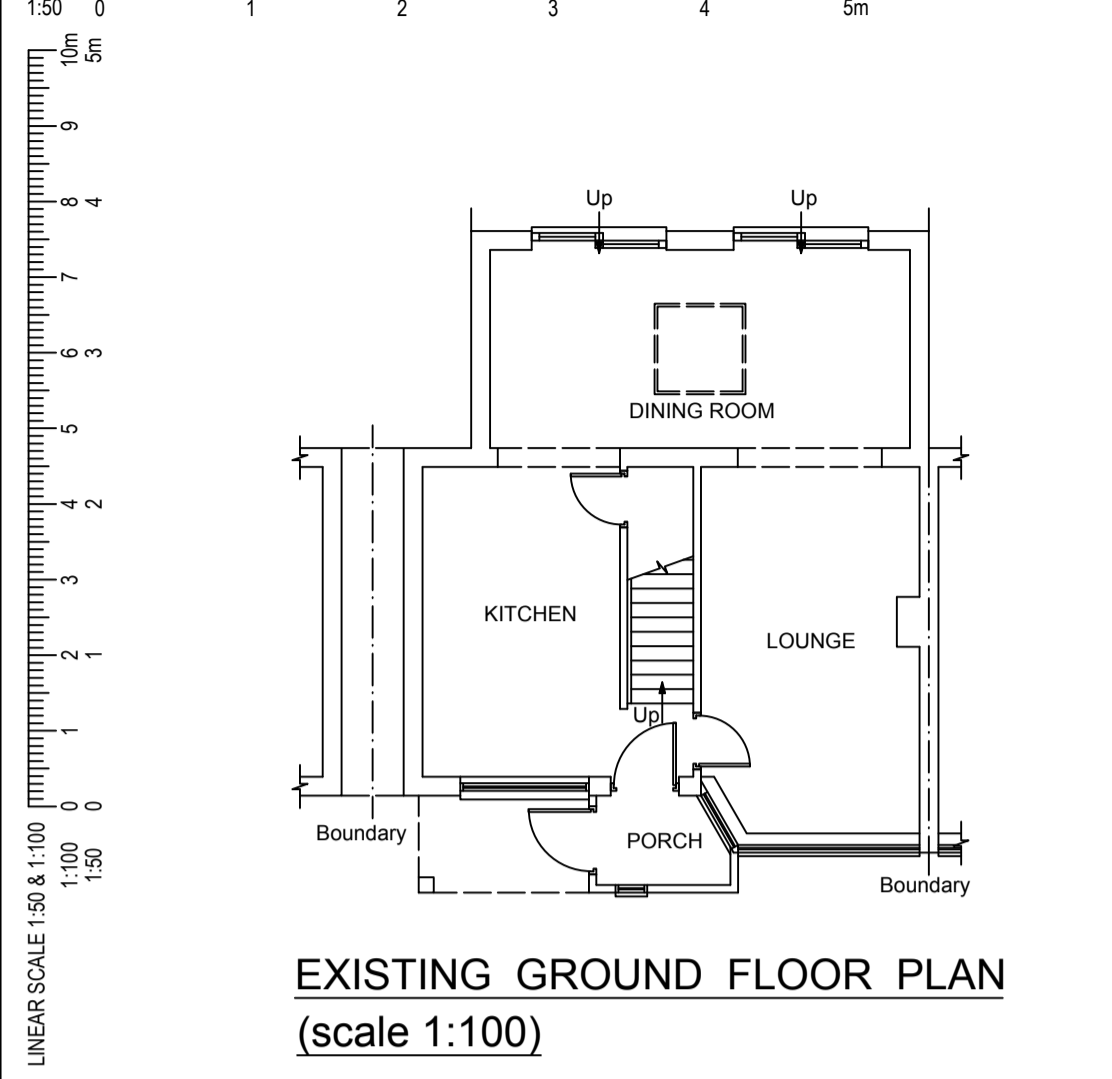 1:50 0 1 2 3 4 5m
10m 5m
9
8 4
7
6 3
5
4 2
3
2 1
1
0 0
1:100 1:50
LINEAR SCALE 1:50 & 1:100
Up Up
DINING ROOM
KITCHEN
LOUNGE
Up
PORCH
Boundary
Boundary
EXISTING GROUND FLOOR PLAN
(scale 1:100)